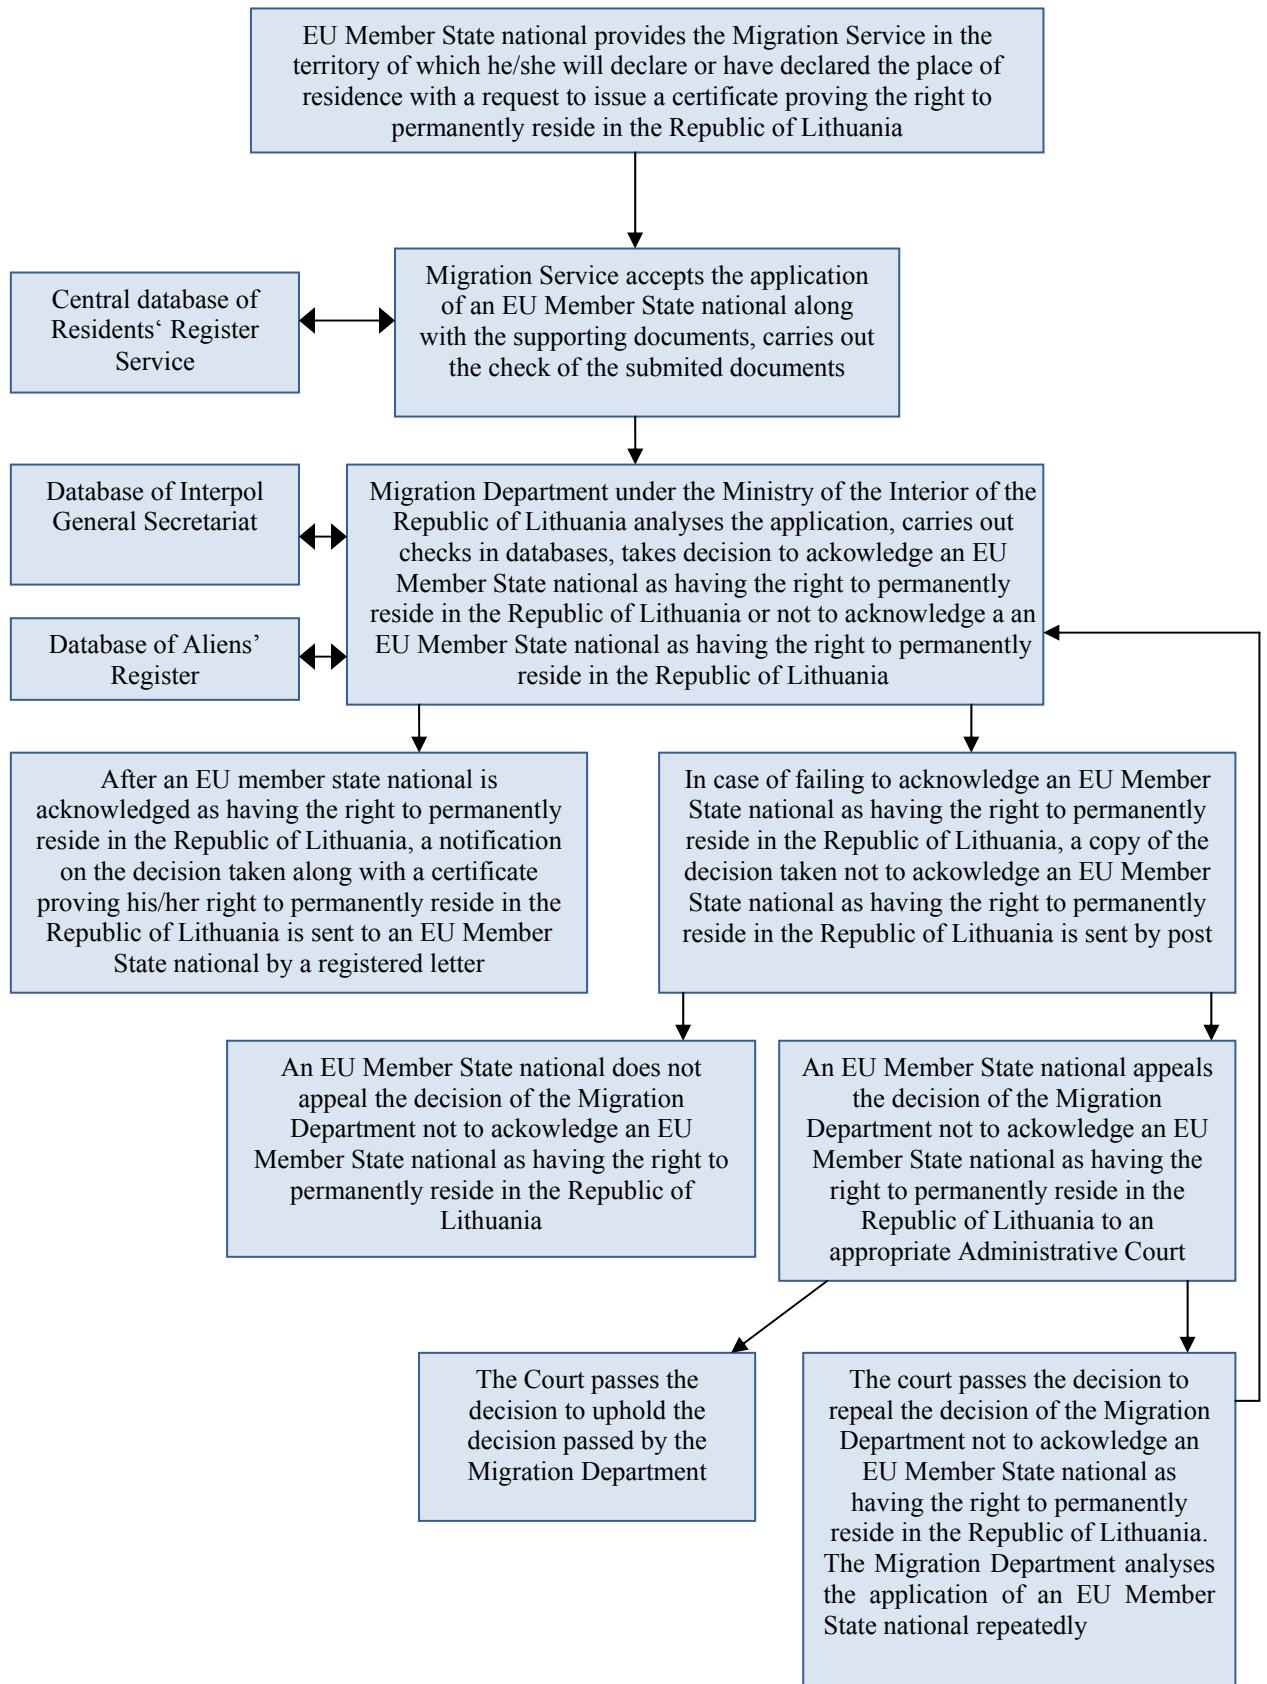 EU Member State national provides the Migration Service in the
territory of which he/she will declare or have declared the place of
residence with a request to issue a certificate proving the right to
permanently reside in the Republic of Lithuania
Central database of
Residents‘ Register
Service
Migration Service accepts the application
of an EU Member State national along
with the supporting documents, carries out
the check of the submited documents
Database of Interpol
General Secretariat
Migration Department under the Ministry of the Interior of the
Republic of Lithuania analyses the application, carries out
checks in databases, takes decision to ackowledge an EU
Member State national as having the right to permanently
reside in the Republic of Lithuania or not to acknowledge a an
EU Member State national as having the right to permanently
reside in the Republic of Lithuania
Database of Aliens’
Register
After an EU member state national is
acknowledged as having the right to permanently
reside in the Republic of Lithuania, a notification
on the decision taken along with a certificate
proving his/her right to permanently reside in the
Republic of Lithuania is sent to an EU Member
State national by a registered letter
In case of failing to acknowledge an EU Member
State national as having the right to permanently
reside in the Republic of Lithuania, a copy of the
decision taken not to ackowledge an EU Member
State national as having the right to permanently
reside in the Republic of Lithuania is sent by post
An EU Member State national does not
appeal the decision of the Migration
Department not to ackowledge an EU
Member State national as having the right to
permanently reside in the Republic of
Lithuania
An EU Member State national appeals
the decision of the Migration
Department not to ackowledge an EU
Member State national as having the
right to permanently reside in the
Republic of Lithuania to an
appropriate Administrative Court
The Court passes the
decision to uphold the
decision passed by the
Migration Department
The court passes the decision to
repeal the decision of the Migration
Department not to ackowledge an
EU Member State national as
having the right to permanently
reside in the Republic of Lithuania.
The Migration Department analyses
the application of an EU Member
State national repeatedly